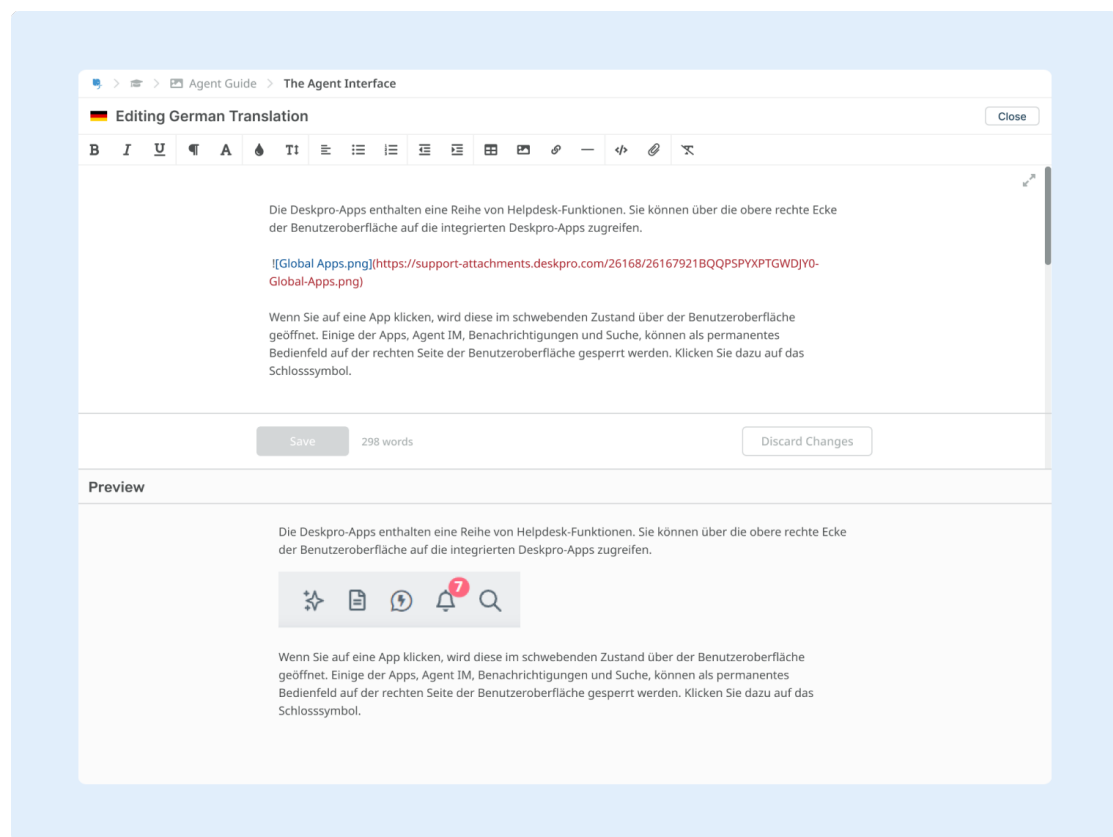 Agent Guide > The Agent Interface
Editing German Translation
Close
Die Deskpro-Apps enthalten eine Reihe von Helpdesk-Funktionen. Sie können über die obere rechte Ecke
der Benutzeroberfläche auf die integrierten Deskpro-Apps zugreifen.
![Global Apps.png](https://support-attachments.deskpro.com/26168/26167921BQQPSPYXPTGWDJY0-
Global-Apps.png)
Wenn Sie auf eine App klicken, wird diese im schwebenden Zustand über der Benutzeroberfläche
geöffnet. Einige der Apps, Agent IM, Benachrichtigungen und Suche, können als permanentes
Bedienfeld auf der rechten Seite der Benutzeroberfläche gesperrt werden. Klicken Sie dazu auf das
Schlosssymbol.
Save
298 words
Discard Changes
Preview
Die Deskpro-Apps enthalten eine Reihe von Helpdesk-Funktionen. Sie können über die obere rechte Ecke
der Benutzeroberfläche auf die integrierten Deskpro-Apps zugreifen.
7
Wenn Sie auf eine App klicken, wird diese im schwebenden Zustand über der Benutzeroberfläche
geöffnet. Einige der Apps, Agent IM, Benachrichtigungen und Suche, können als permanentes
Bedienfeld auf der rechten Seite der Benutzeroberfläche gesperrt werden. Klicken Sie dazu auf das
Schlosssymbol.